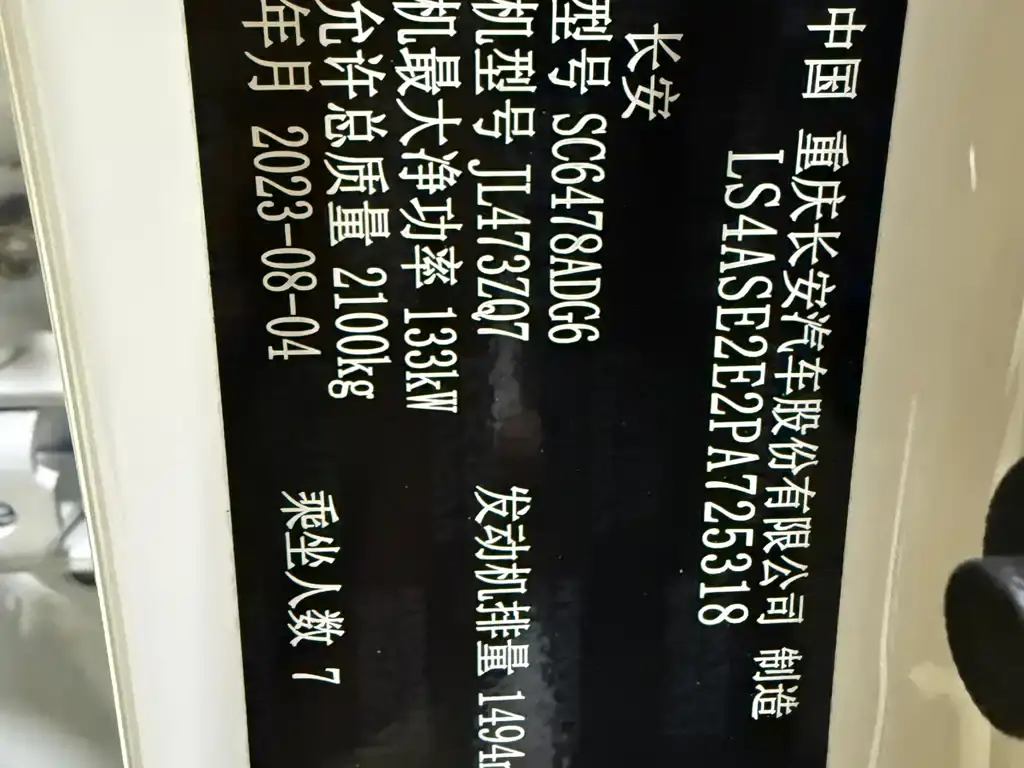 中国 重庆长安汽车股份有限公司 制造
LS4ASE2E2PA725318
长安
型号 SC6478ADG6
机型号 JL473ZQ7 发动机排量 1494
机最大净功率 133kW
允许总质量 2100kg
年月 2023-08-04 乘坐人数 7